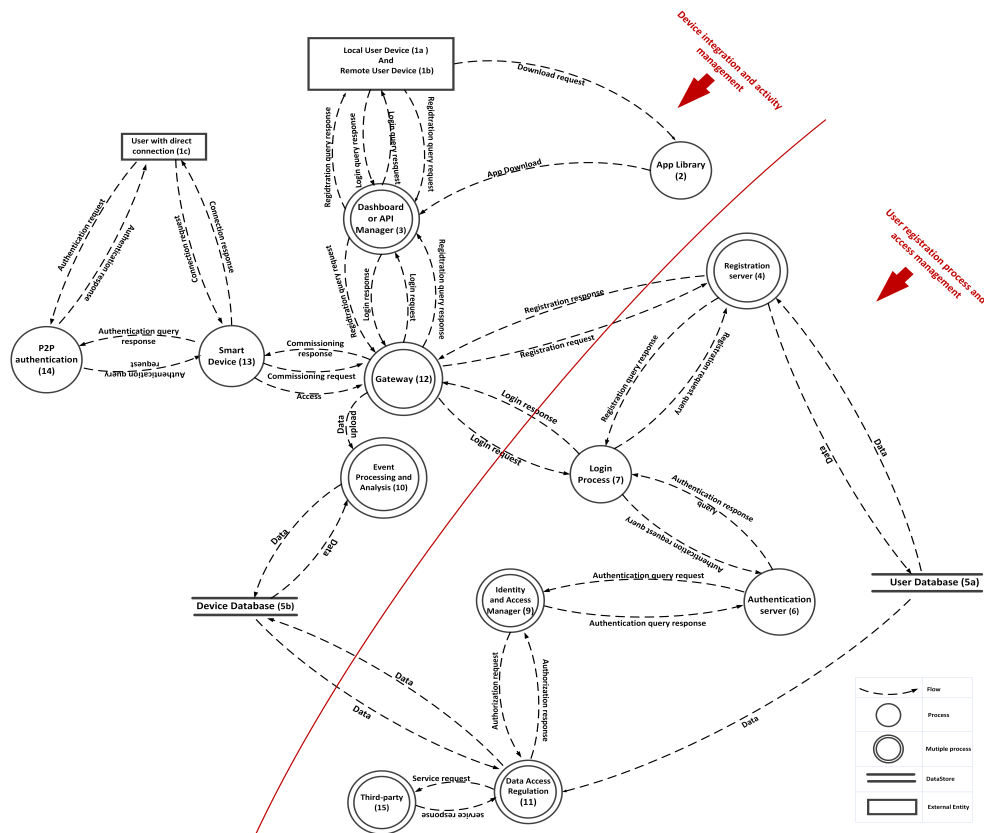 Local User Device (1a )
And
Remote User Device (1b)
Device integration and activity
management
Download request
User with direct
connection (1c)
Registration query response
Login query response
Login query resquest
Regidtration query request
App Library
(2)
App Download
Dashboard
or API
Manager (3)
Authentication request
Authentication response
Connection request
Connection response
User registration process and
access management
Registration query request
Login response
Login request
Regidtration query response
Registration server (4)
Registration response
Registration request
P2P
authentication
(14)
Authentication query
response
Authentication query
request
Smart
Device (13)
Commissioning
response
Commissioning request
Access
Gateway (12)
Registration query response
Registration request query
Login response
Login request
Data
upload
Data
Data
Event
Processing and
Analysis (10)
Login
Process (7)
Authentication response
query
Authentication request query
Data
Data
Device Database (5b)
Identity
and Access
Manager (9)
Authentication query request
Authentication query response
Authentication
server (6)
User Database (5a)
Authorization request
Authorization response
Data
Data
Data
Service request
service response
Third-party
(15)
Data Access
Regulation
(11)
Flow
Process
Mutiple process
DataStore
External Entity